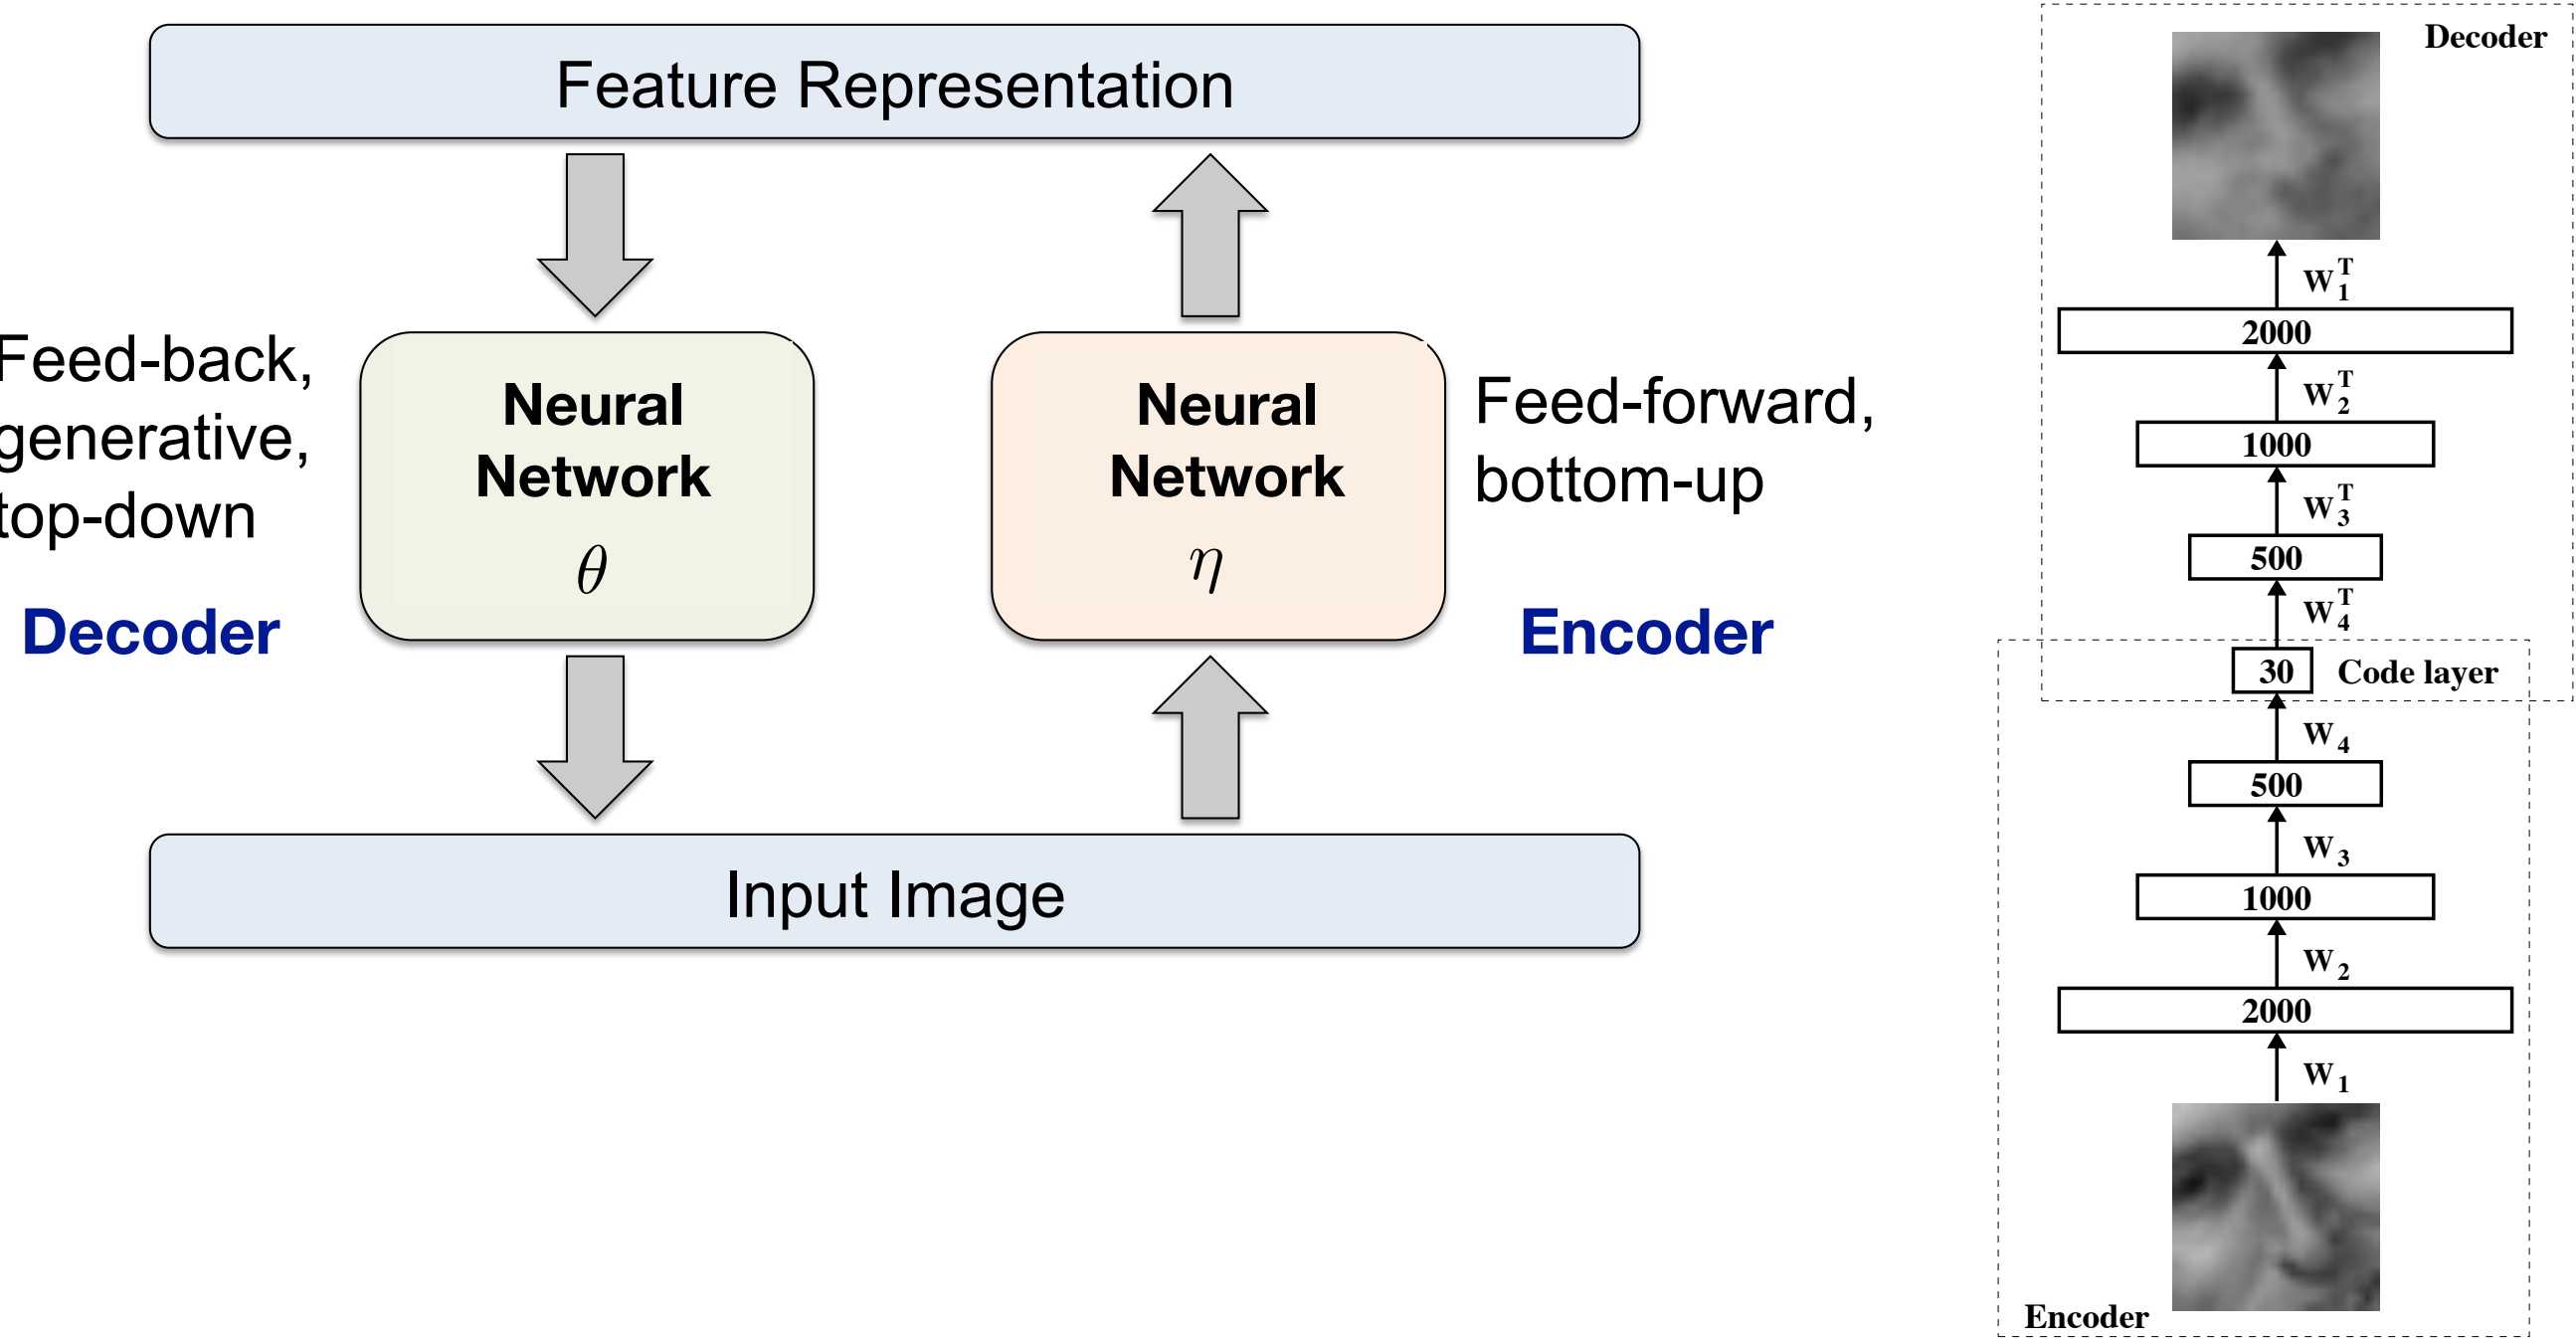 Feature Representation
Feed-back,
generative,
top-down
Decoder
Neural
Network
θ
Neural
Network
η
Feed-forward,
bottom-up
Encoder
Input Image
Decoder
W₁ᵀ
2000
W₂ᵀ
1000
W₃ᵀ
500
W₄ᵀ
30 Code layer
W₄
500
W₃
1000
W₂
2000
W₁
Encoder